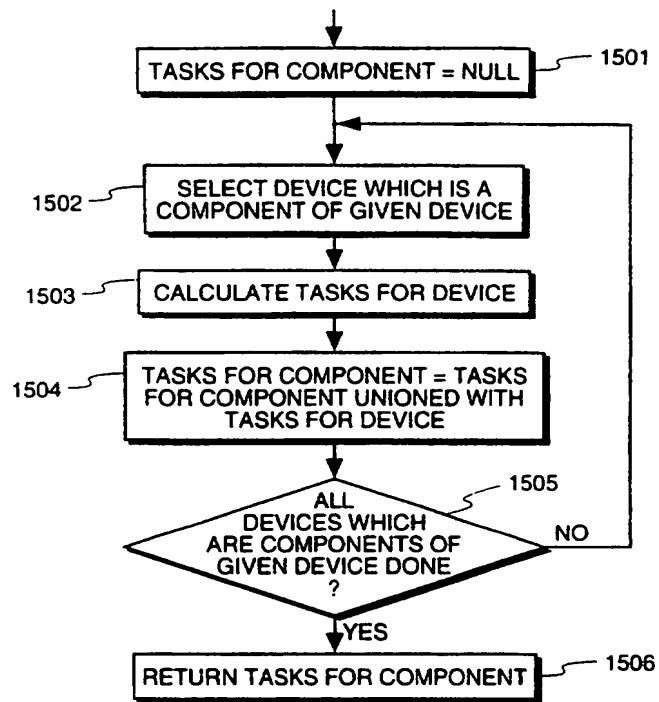 TASKS FOR COMPONENT = NULL
1501
1502
SELECT DEVICE WHICH IS A
COMPONENT OF GIVEN DEVICE
1503
CALCULATE TASKS FOR DEVICE
1504
TASKS FOR COMPONENT = TASKS
FOR COMPONENT UNIONED WITH
TASKS FOR DEVICE
1505
ALL
DEVICES WHICH
ARE COMPONENTS OF
GIVEN DEVICE DONE
?
NO
YES
RETURN TASKS FOR COMPONENT
1506